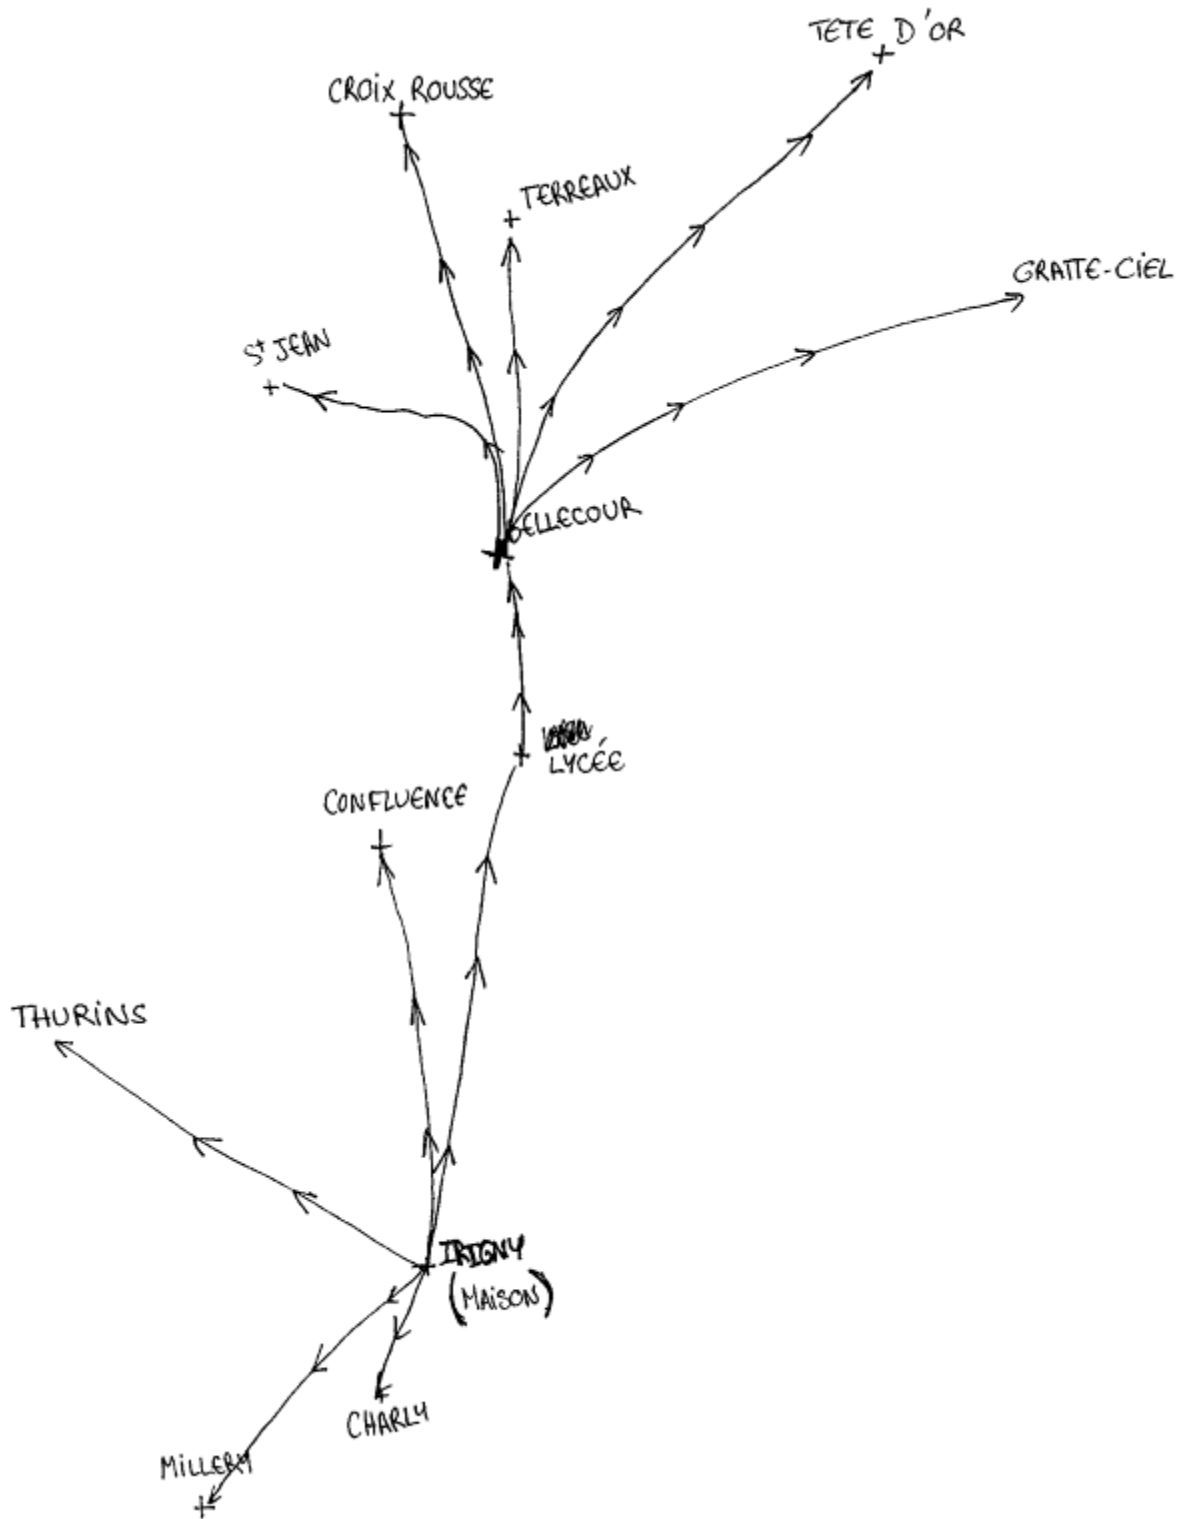 TETE D'OR
CROIX ROUSSE
TERREAUX
GRATTE-CIEL
St JEAN
BELLECOUR
LYCÉE
CONFLUENCE
THURINS
IRIGNY
(MAISON)
CHARLY
MILLERY